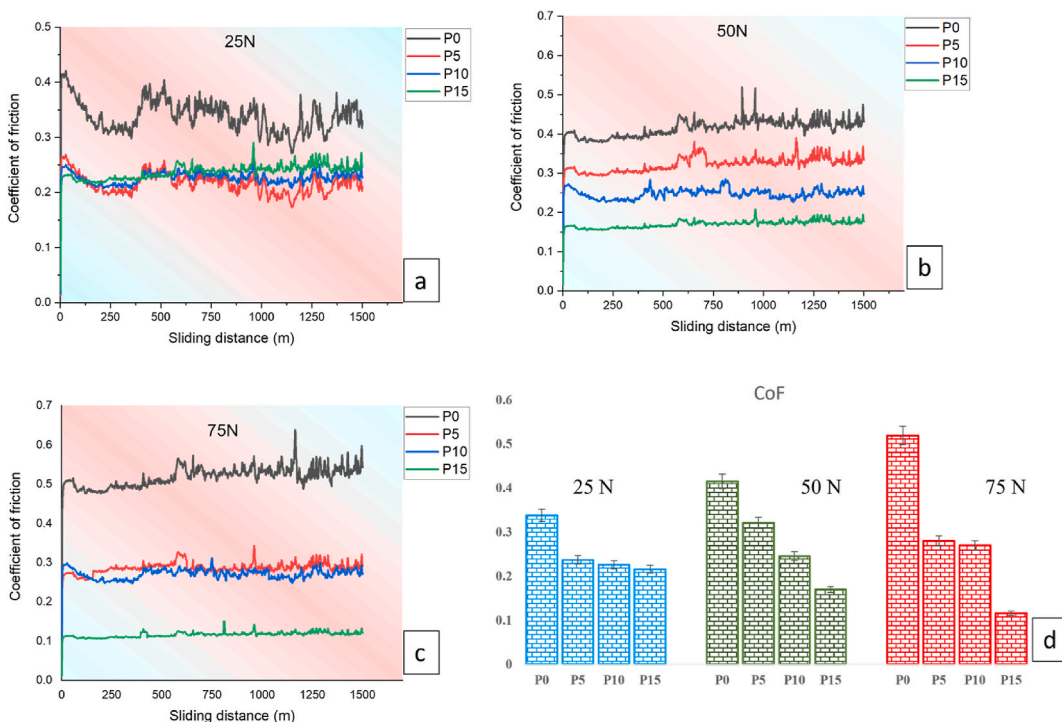 25N
P0
P5
P10
P15
0.5
0.4
0.3
0.2
0.1
0.0
Coefficient of friction
0 250 500 750 1000 1250 1500
Sliding distance (m)
a
50N
P0
P5
P10
P15
0.7
0.6
0.5
0.4
0.3
0.2
0.1
0.0
Coefficient of friction
0 250 500 750 1000 1250 1500
Sliding distance (m)
b
75N
P0
P5
P10
P15
0.7
0.6
0.5
0.4
0.3
0.2
0.1
0.0
Coefficient of friction
0 250 500 750 1000 1250 1500
Sliding distance (m)
c
CoF
0.6
0.5
0.4
0.3
0.2
0.1
0
25 N 50 N 75 N
P0 P5 P10 P15 P0 P5 P10 P15 P0 P5 P10 P15
d